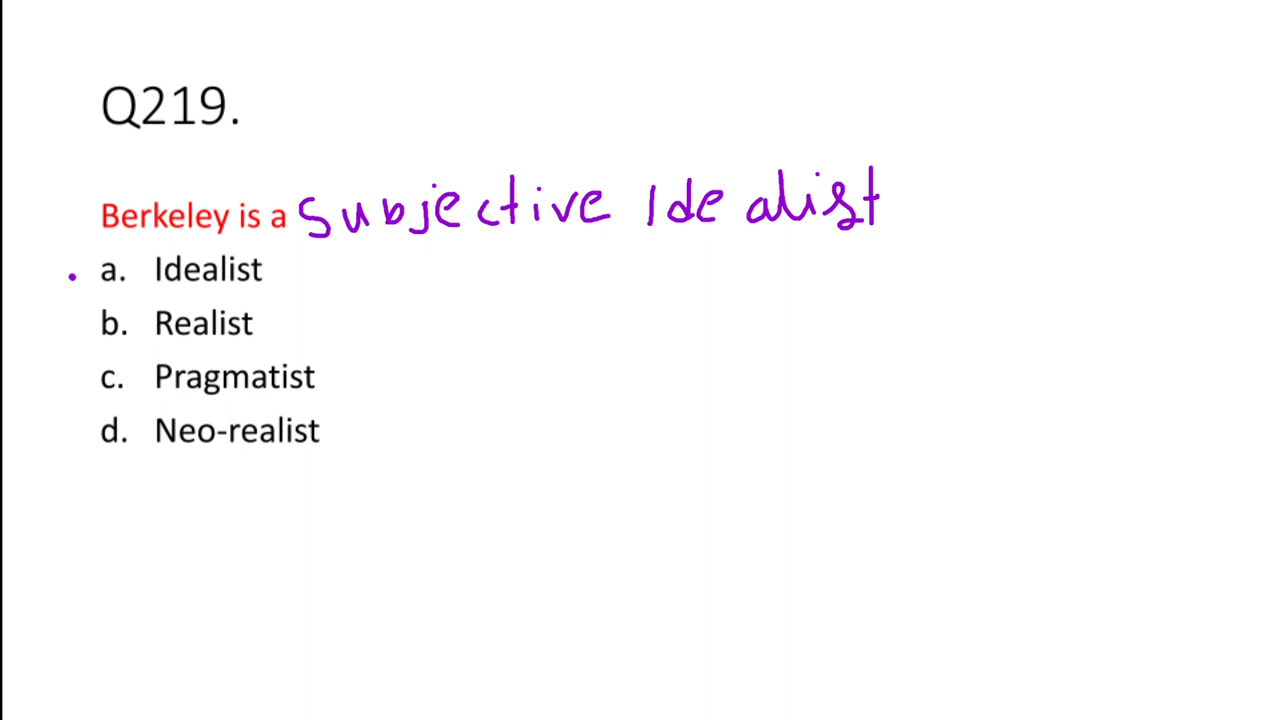 Q219.
Berkeley is a Subjective Idealist
a. Idealist
b. Realist
c. Pragmatist
d. Neo-realist